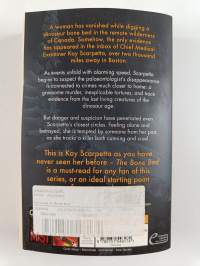 A woman has vanished while digging a
dinosaur bone bed in the remote wilderness
of Canada. Somehow, the only evidence
has appeared in the inbox of Chief Medical
Examiner Kay Scarpetta, over two thousand
miles away in Boston.
As events unfold with alarming speed, Scarpetta
begins to suspect the palaeontologist's disappearance
is connected to crimes much closer to home: a
gruesome murder, inexplicable tortures, and trace
evidence from the last living creatures of the
dinosaur age.
But danger and suspicion have penetrated even
Scarpetta's closest circles. Feeling alone and
betrayed, she is tempted by someone from her past
as she tracks a killer both cunning and cruel.
This is Kay Scarpetta as you have
never seen her before – The Bone Bed
is a must-read for any fan of this
series, or an ideal starting point